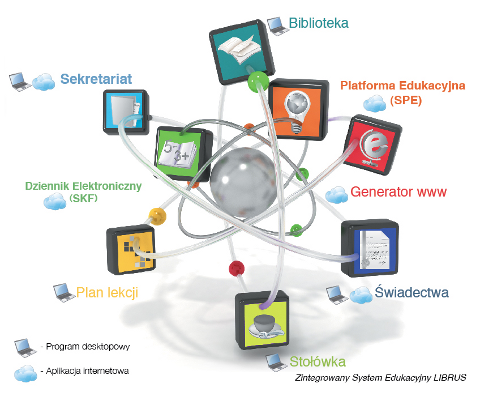 Biblioteka
Sekretariat
Platforma Edukacyjna
(SPE)
53+
e
Dziennik Elektroniczny
(SKF)
Generator www
Plan lekcji
Świadectwa
Stołówka
- Program desktopowy
- Aplikacja internetowa
Zintegrowany System Edukacyjny LIBRUS